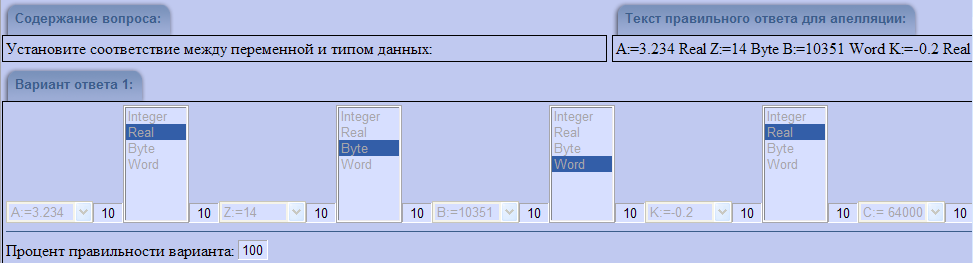 Содержание вопроса: Текст правильного ответа для апелляции:
Установите соответствие между переменной и типом данных: A:=3.234 Real Z:=14 Byte B:=10351 Word K:=-0.2 Real
Вариант ответа 1:
Integer Integer Integer Integer
Real Real Real Real
Byte Byte Byte Byte
Word Word Word Word
A:=3.234 10 10 Z:=14 10 10 B:=10351 10 10 K:=-0.2 10 10 C:= 64000 10
Процент правильности варианта: 100